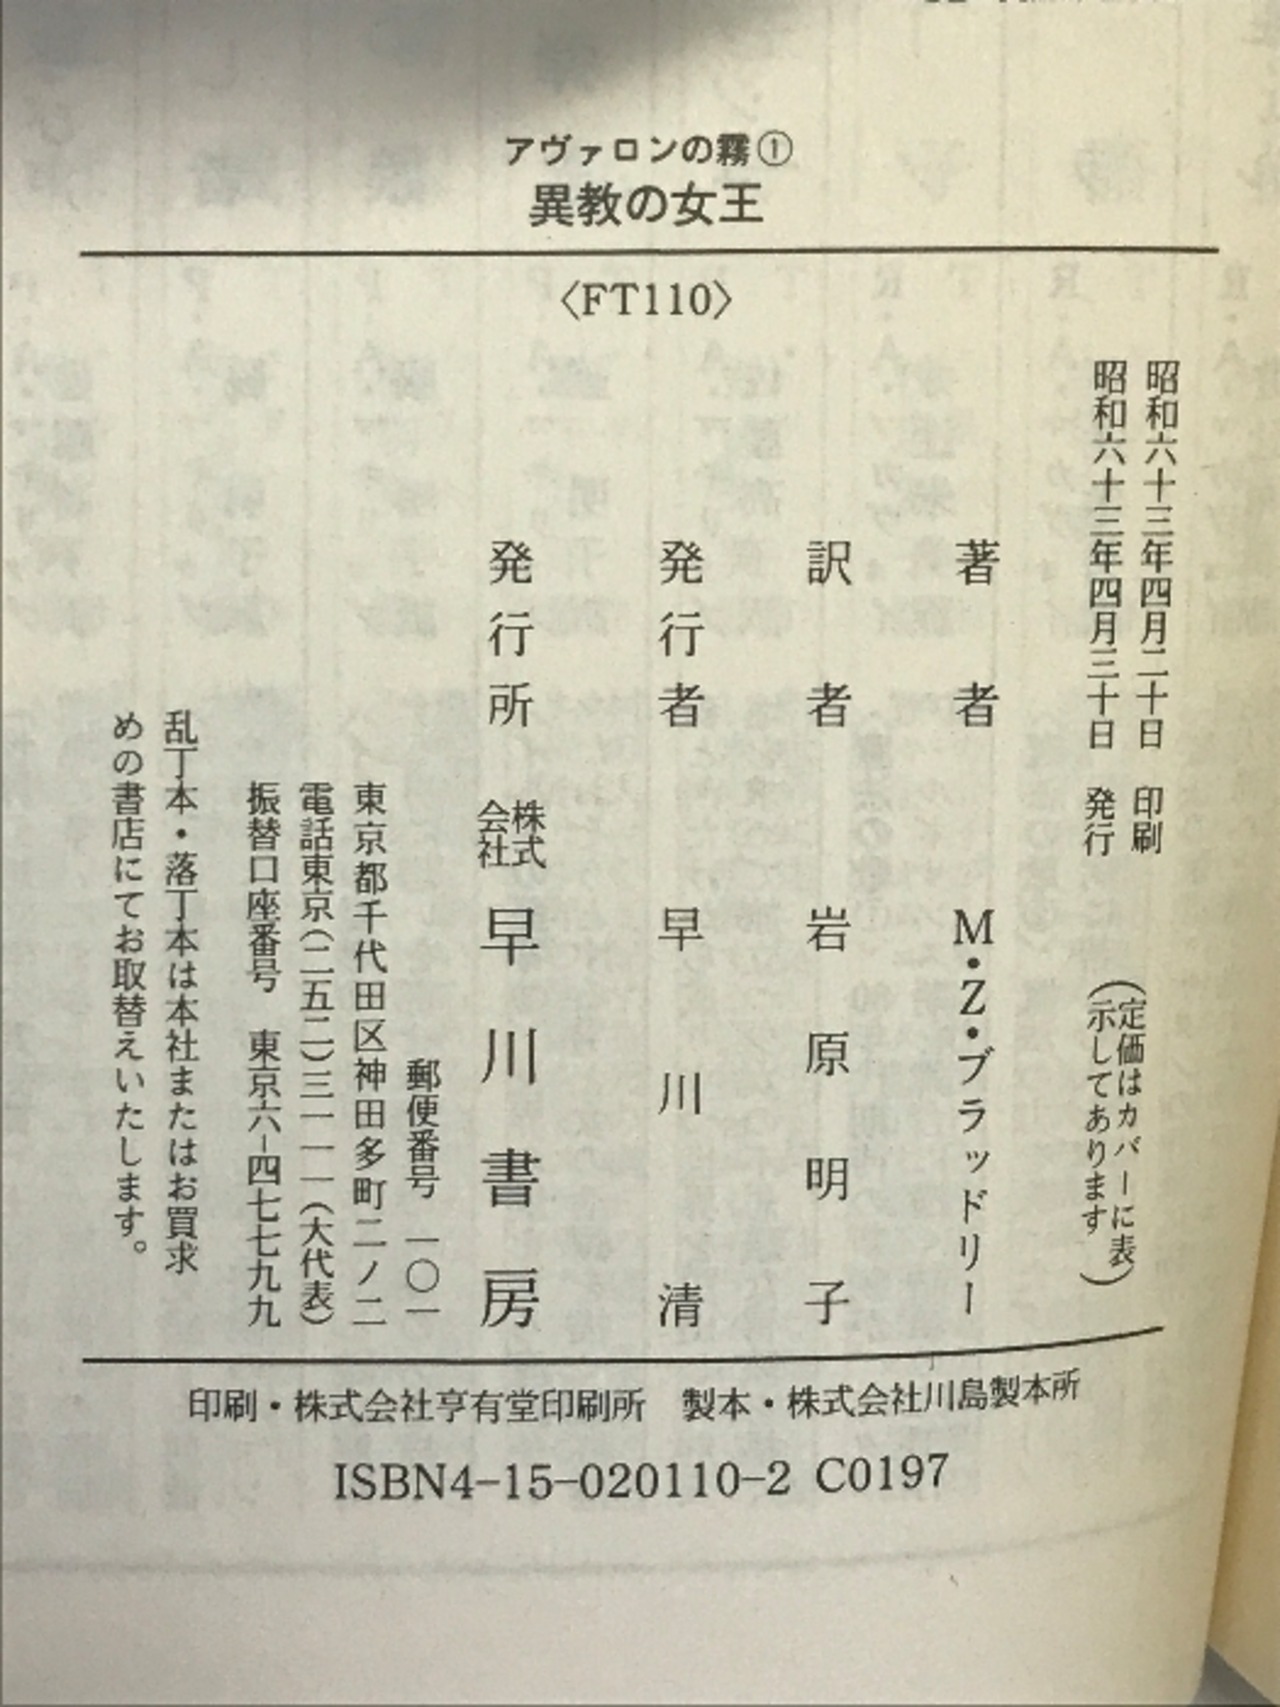 アヴァロンの霧①
異教の女王
〈FT110〉
昭和六十三年四月二十日　印刷
昭和六十三年四月三十日　発行
（定価はカバーに表
示してあります）
著者　M・Z・ブラッドリー
訳者　岩原明子
発行者　早川清
発行所　株式会社　早川書房
郵便番号　一〇一
東京都千代田区神田多町二ノ二
電話東京（二五二）三一一一（大代表）
振替口座番号　東京六−四七七九九
乱丁本・落丁本は本社またはお買求
めの書店にてお取替えいたします。
印刷・株式会社亨有堂印刷所　製本・株式会社川島製本所
ISBN4-15-020110-2 C0197